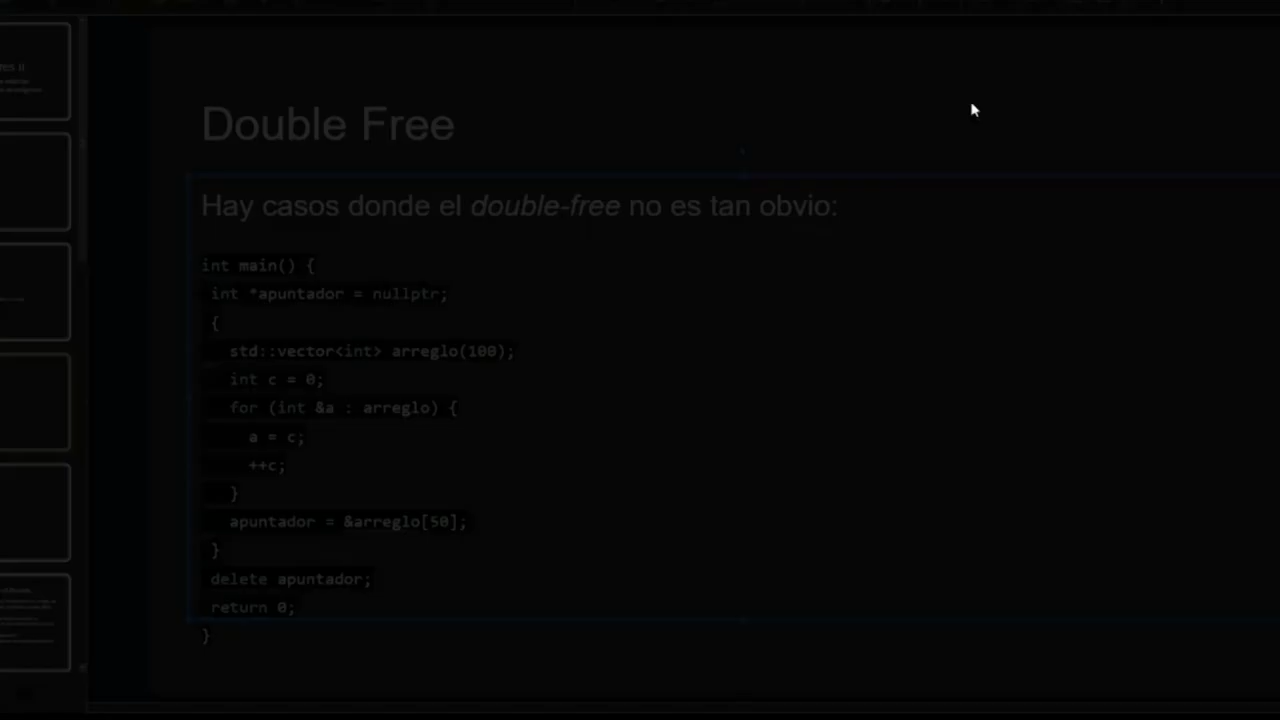 Double Free
Hay casos donde el double-free no es tan obvio:
int main() {
int *apuntador = nullptr;
{
std::vector<int> arreglo(100);
int c = 0;
for (int &a : arreglo) {
a = c;
++c;
}
apuntador = &arreglo[50];
}
delete apuntador;
return 0;
}